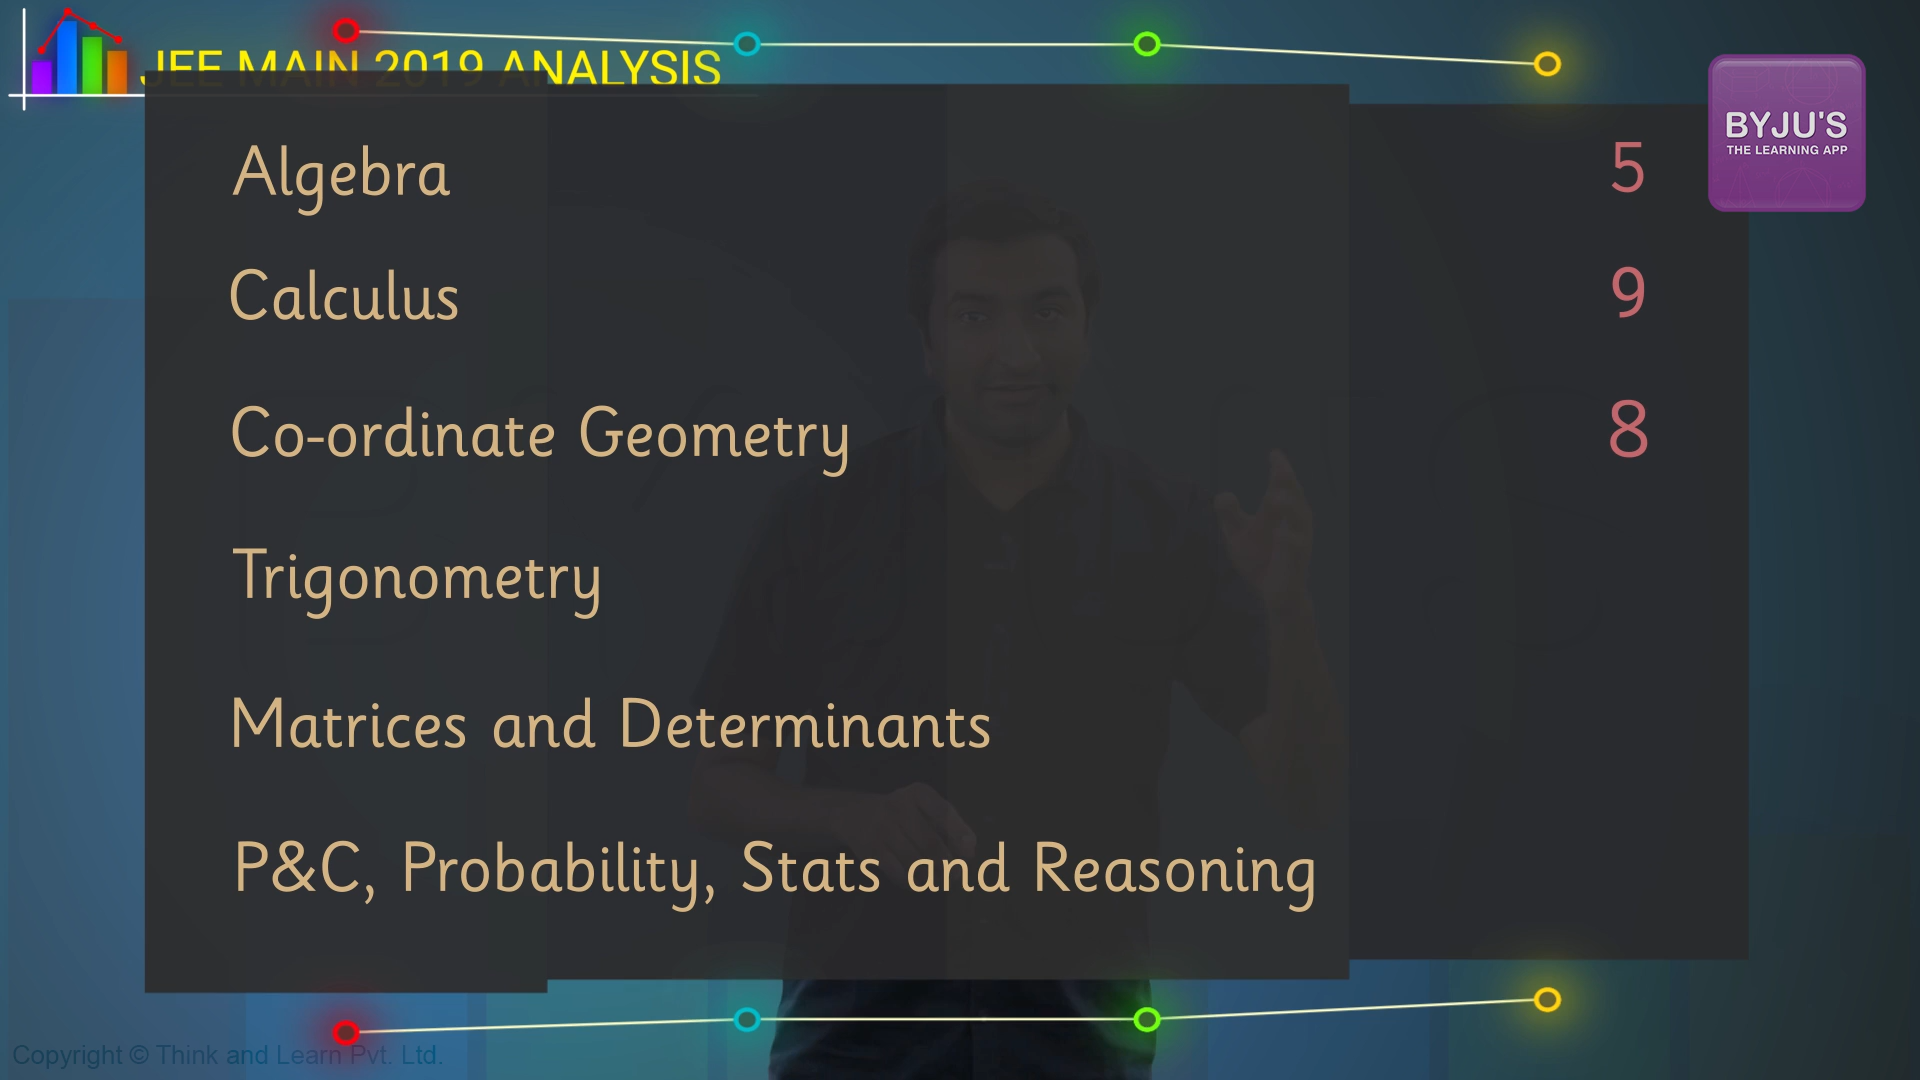 JEE MAIN 2019 ANALYSIS
BYJU'S
THE LEARNING APP
Algebra 5
Calculus 9
Co-ordinate Geometry 8
Trigonometry
Matrices and Determinants
P&C, Probability, Stats and Reasoning
Copyright © Think and Learn Pvt. Ltd.